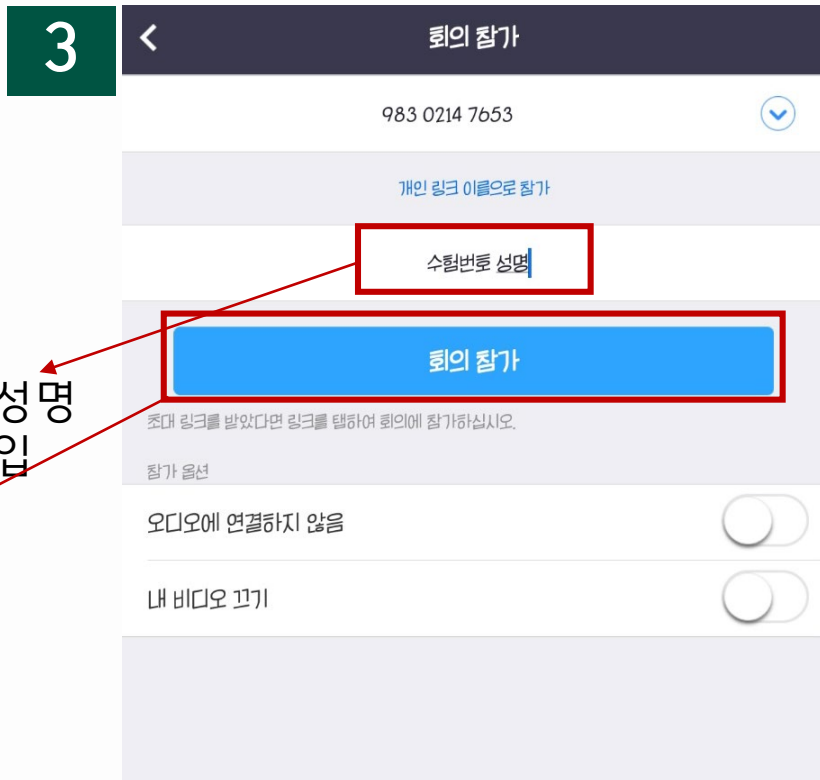 3
회의 참가
983 0214 7653
개인 링크 이름으로 참가
수험번호 성명
회의 참가
성명
입
초대 링크를 받았다면 링크를 탭하여 회의에 참가하십시오.
참가 옵션
오디오에 연결하지 않음
내 비디오 끄기